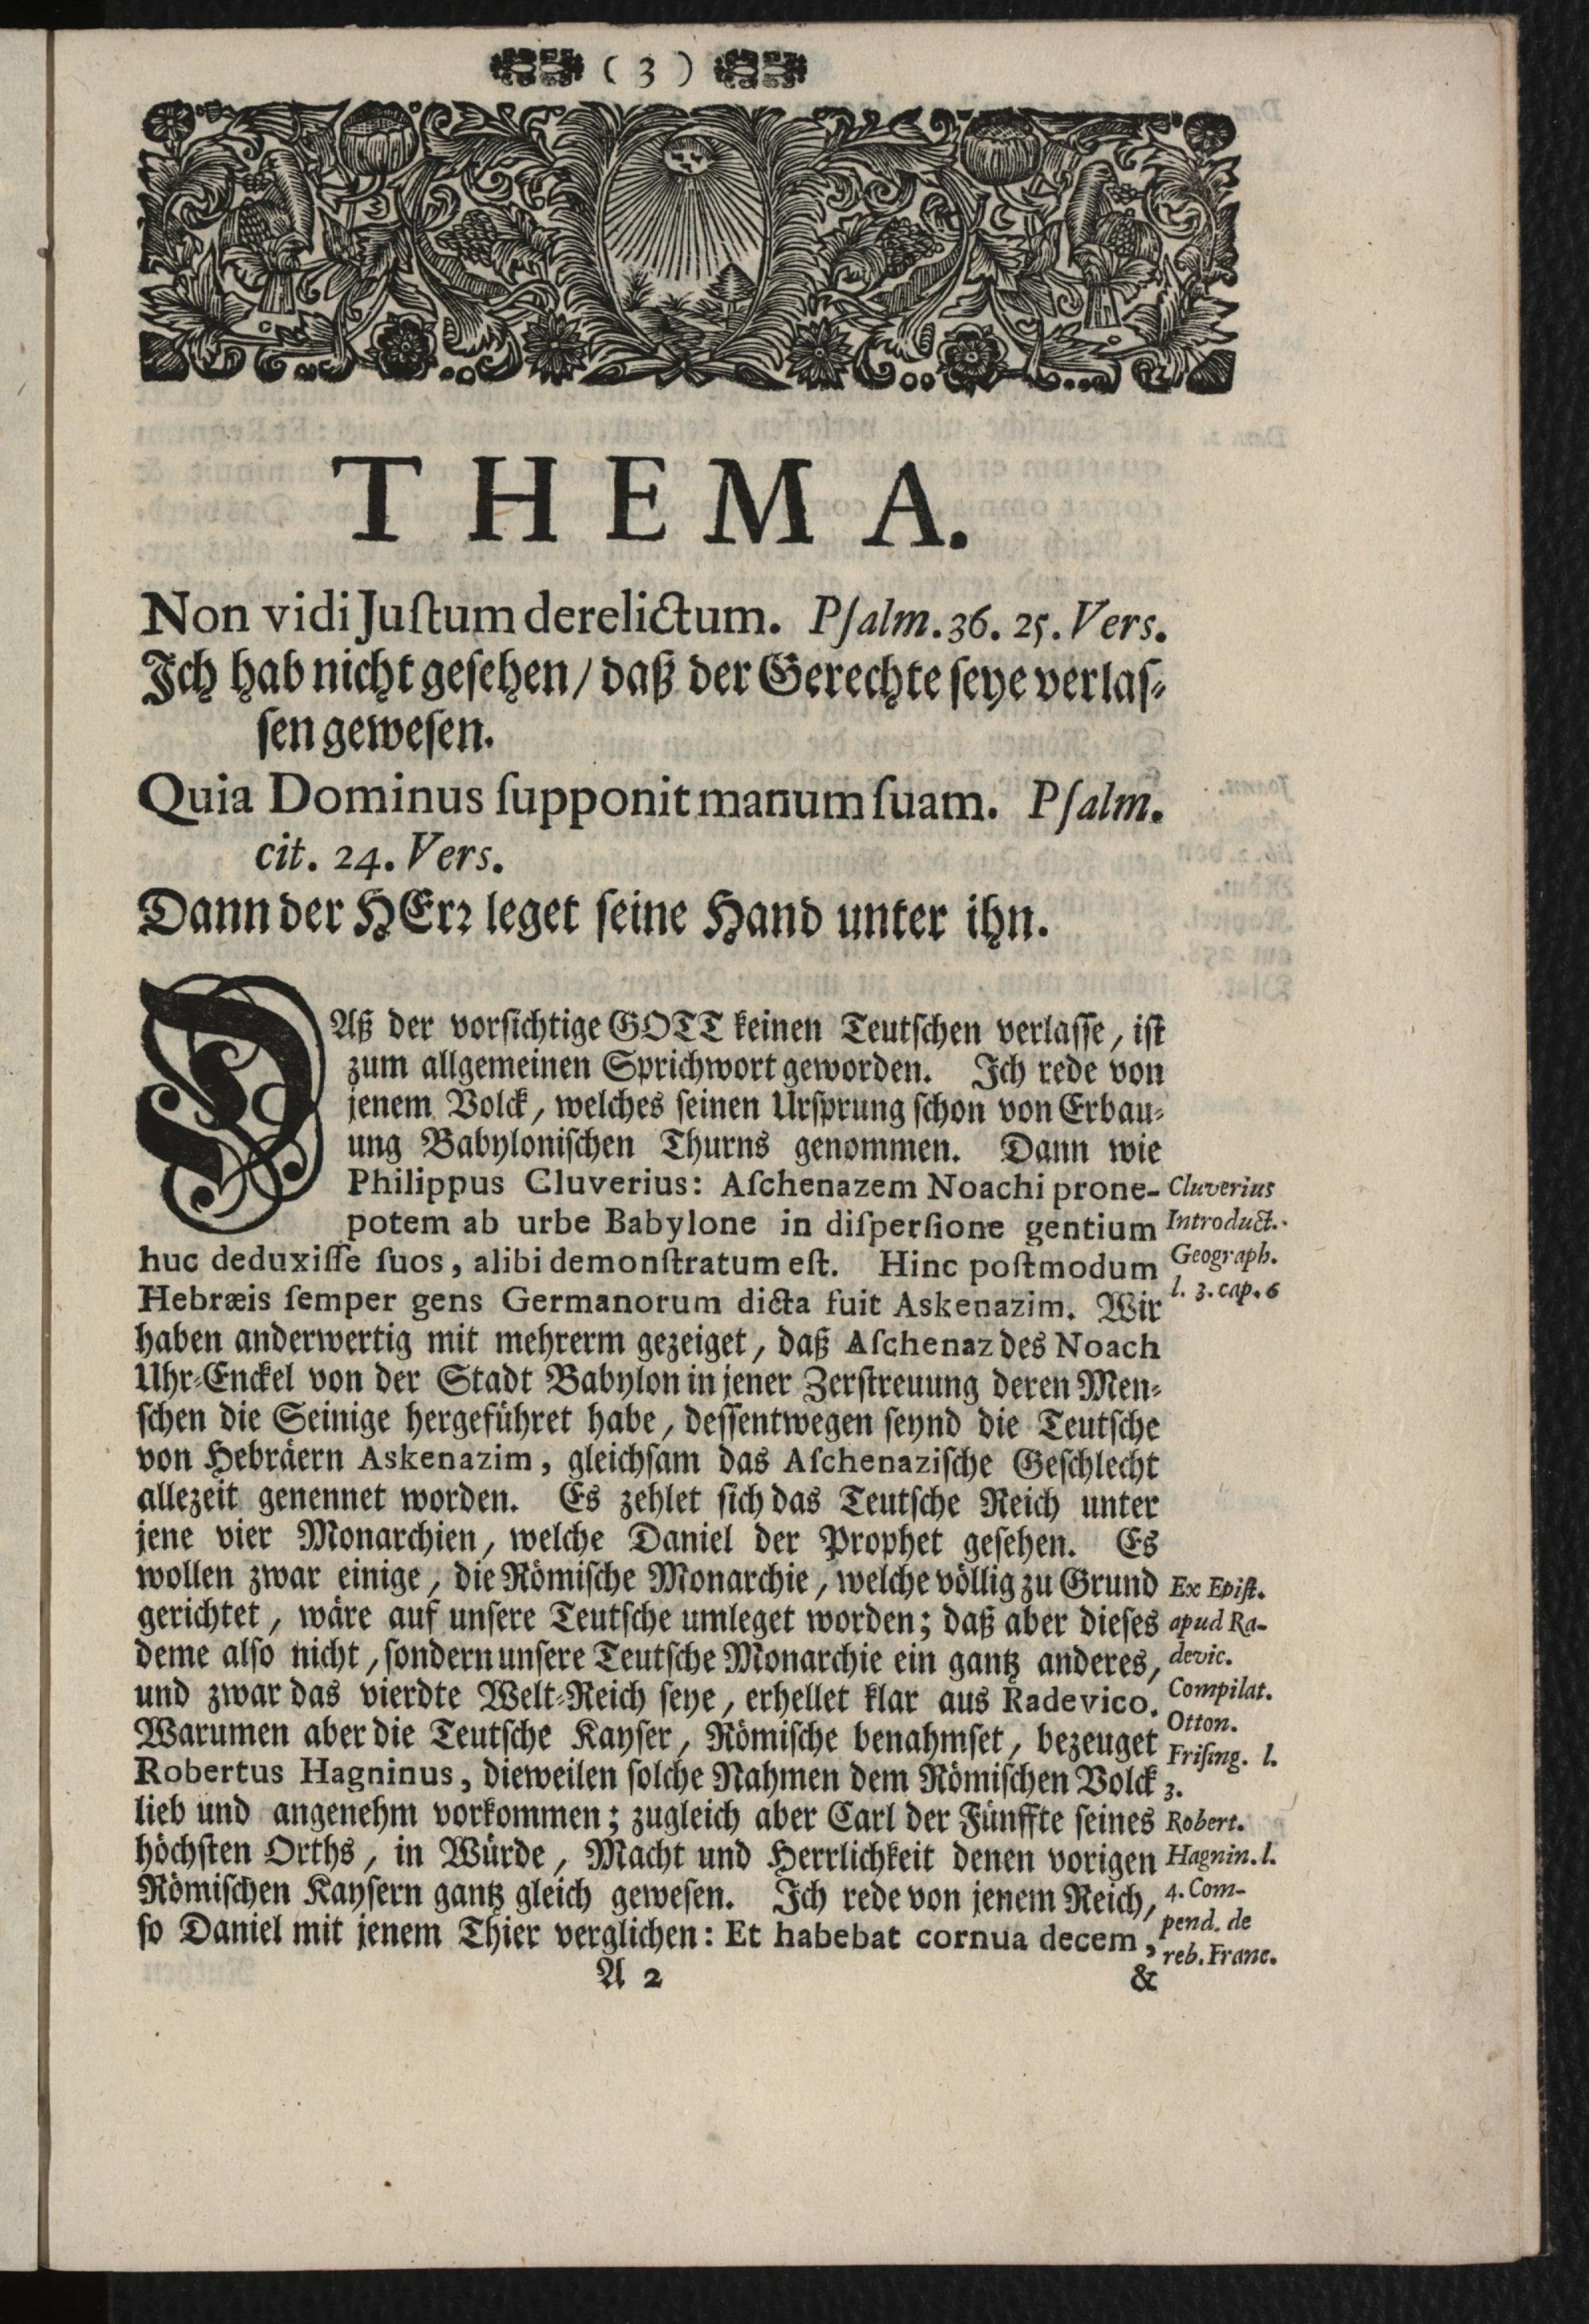 ( 3 )
THEMA.
Non vidi Juſtum derelictum. Pſalm. 36. 25. Vers.
Ich hab nicht geſehen / daß der Gerechte ſeye verlaſ-
ſen geweſen.
Quia Dominus ſupponit manum ſuam. Pſalm.
cit. 24. Vers.
Dann der HErr leget ſeine Hand unter ihn.
DAß der vorſichtige GOTT keinen Teutſchen verlaſſe, iſt
zum allgemeinen Sprichwort geworden. Ich rede von
jenem Volck, welches ſeinen Urſprung ſchon von Erbau-
ung Babyloniſchen Thurns genommen. Dann wie
Philippus Cluverius: Aſchenazem Noachi prone-
potem ab urbe Babylone in diſperſione gentium
huc deduxiſſe ſuos, alibi demonſtratum eſt. Hinc poſtmodum
Hebræis ſemper gens Germanorum dicta fuit Askenazim. Wir
haben anderwertig mit mehrerm gezeiget, daß Aſchenaz des Noach
Uhr-Enckel von der Stadt Babylon in jener Zerſtreuung deren Men-
ſchen die Seinige hergeführet habe, deſſentwegen ſeynd die Teutſche
von Hebräern Askenazim, gleichſam das Aſchenaziſche Geſchlecht
allezeit genennet worden. Es zehlet ſich das Teutſche Reich unter
jene vier Monarchien, welche Daniel der Prophet geſehen. Es
wollen zwar einige, die Römiſche Monarchie, welche völlig zu Grund
gerichtet, wäre auf unſere Teutſche umleget worden; daß aber dieſes
deme alſo nicht, ſondern unſere Teutſche Monarchie ein gantz anderes,
und zwar das vierdte Welt-Reich ſeye, erhellet klar aus Radevico.
Warumen aber die Teutſche Kayſer, Römiſche benahmſet, bezeuget
Robertus Hagninus, dieweilen ſolche Nahmen dem Römiſchen Volck
lieb und angenehm vorkommen; zugleich aber Carl der Fünffte ſeines
höchſten Orths, in Würde, Macht und Herrlichkeit denen vorigen
Römiſchen Kayſern gantz gleich geweſen. Ich rede von jenem Reich,
ſo Daniel mit jenem Thier verglichen: Et habebat cornua decem,
A 2
&
Cluverius
Introduct.
Geograph.
l. 3. cap. 6
Ex Epiſt.
apud Ra-
devic.
Compilat.
Otton.
Friſing. l.
3.
Robert.
Hagnin. l.
4. Com-
pend. de
reb. Franc.